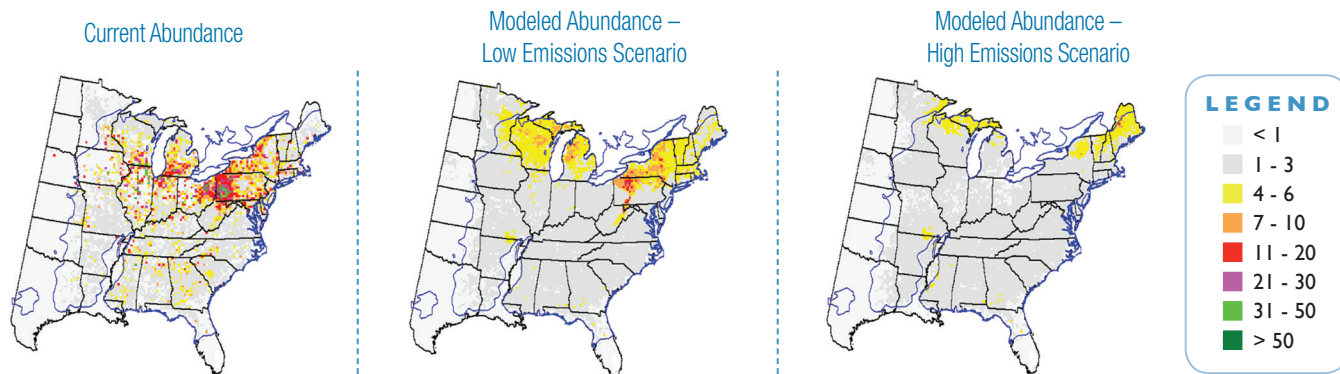 Current Abundance
Modeled Abundance –
Low Emissions Scenario
Modeled Abundance –
High Emissions Scenario
LEGEND
< 1
1 - 3
4 - 6
7 - 10
11 - 20
21 - 30
31 - 50
> 50